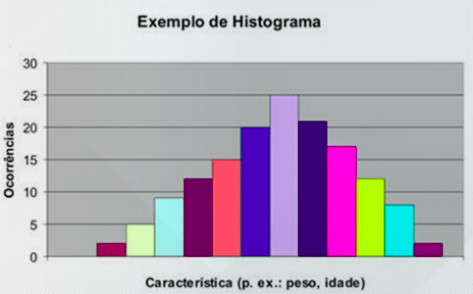 Exemplo de Histograma
30
25
20
15
10
5
0
Ocorrências
Característica (p. ex.: peso, idade)